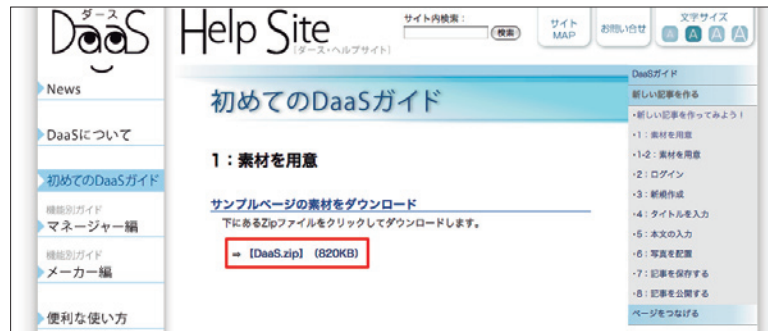 ダース
DaaS
Help Site
[ダース・ヘルプサイト]
サイト内検索：
検索
サイト
MAP
お問い合せ
文字サイズ
A A A A
News
DaaSについて
初めてのDaaSガイド
機能別ガイド
マネージャー編
機能別ガイド
メーカー編
便利な使い方
初めてのDaaSガイド
1：素材を用意
サンプルページの素材をダウンロード
下にあるZipファイルをクリックしてダウンロードします。
⇒ [DaaS.zip] (820KB)
DaaSガイド
新しい記事を作る
・新しい記事を作ってみよう！
・1：素材を用意
・1-2：素材を用意
・2：ログイン
・3：新規作成
・4：タイトルを入力
・5：本文の入力
・6：写真を配置
・7：記事を保存する
・8：記事を公開する
ページをつなげる